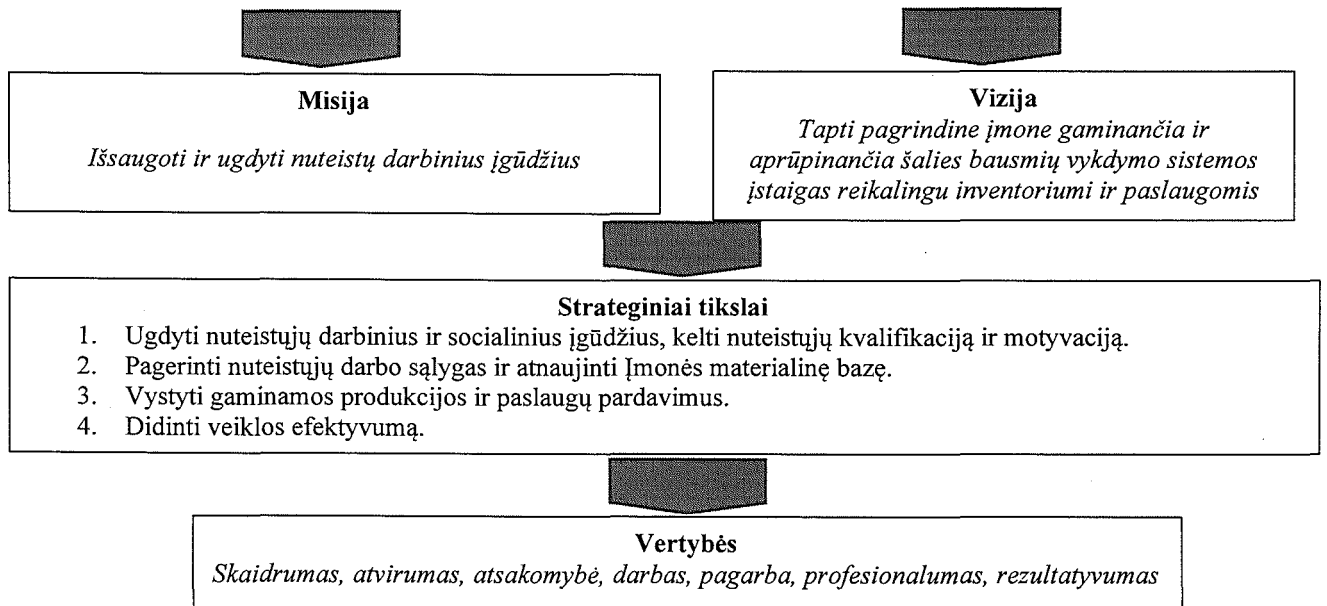 Misija
Išsaugoti ir ugdyti nuteistų darbinius įgūdžius
Vizija
Tapti pagrindine įmone gaminančia ir
aprūpinančia šalies bausmių vykdymo sistemos
įstaigas reikalingu inventoriumi ir paslaugomis
Strateginiai tikslai
1. Ugdyti nuteistųjų darbinius ir socialinius įgūdžius, kelti nuteistųjų kvalifikaciją ir motyvaciją.
2. Pagerinti nuteistųjų darbo sąlygas ir atnaujinti Įmonės materialinę bazę.
3. Vystyti gaminamos produkcijos ir paslaugų pardavimus.
4. Didinti veiklos efektyvumą.
Vertybės
Skaidrumas, atvirumas, atsakomybė, darbas, pagarba, profesionalumas, rezultatyvumas